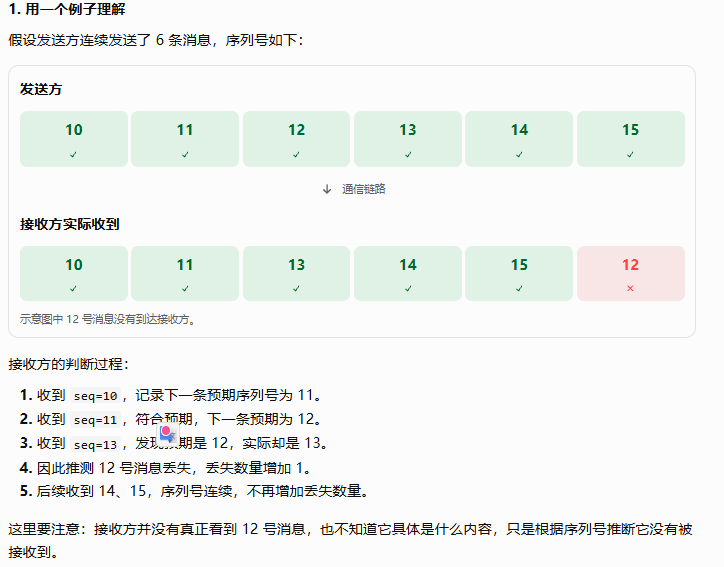 1. 用一个例子理解
假设发送方连续发送了 6 条消息，序列号如下：
发送方
10 11 12 13 14 15
✓ ✓ ✓ ✓ ✓ ✓
↓ 通信链路
接收方实际收到
10 11 13 14 15 12
✓ ✓ ✓ ✓ ✓ ×
示意图中 12 号消息没有到达接收方。
接收方的判断过程：
1. 收到 seq=10，记录下一条预期序列号为 11。
2. 收到 seq=11，符合预期，下一条预期为 12。
3. 收到 seq=13，发现预期是 12，实际却是 13。
4. 因此推测 12 号消息丢失，丢失数量增加 1。
5. 后续收到 14、15，序列号连续，不再增加丢失数量。
这里要注意：接收方并没有真正看到 12 号消息，也不知道它具体是什么内容，只是根据序列号推断它没有被
接收到。